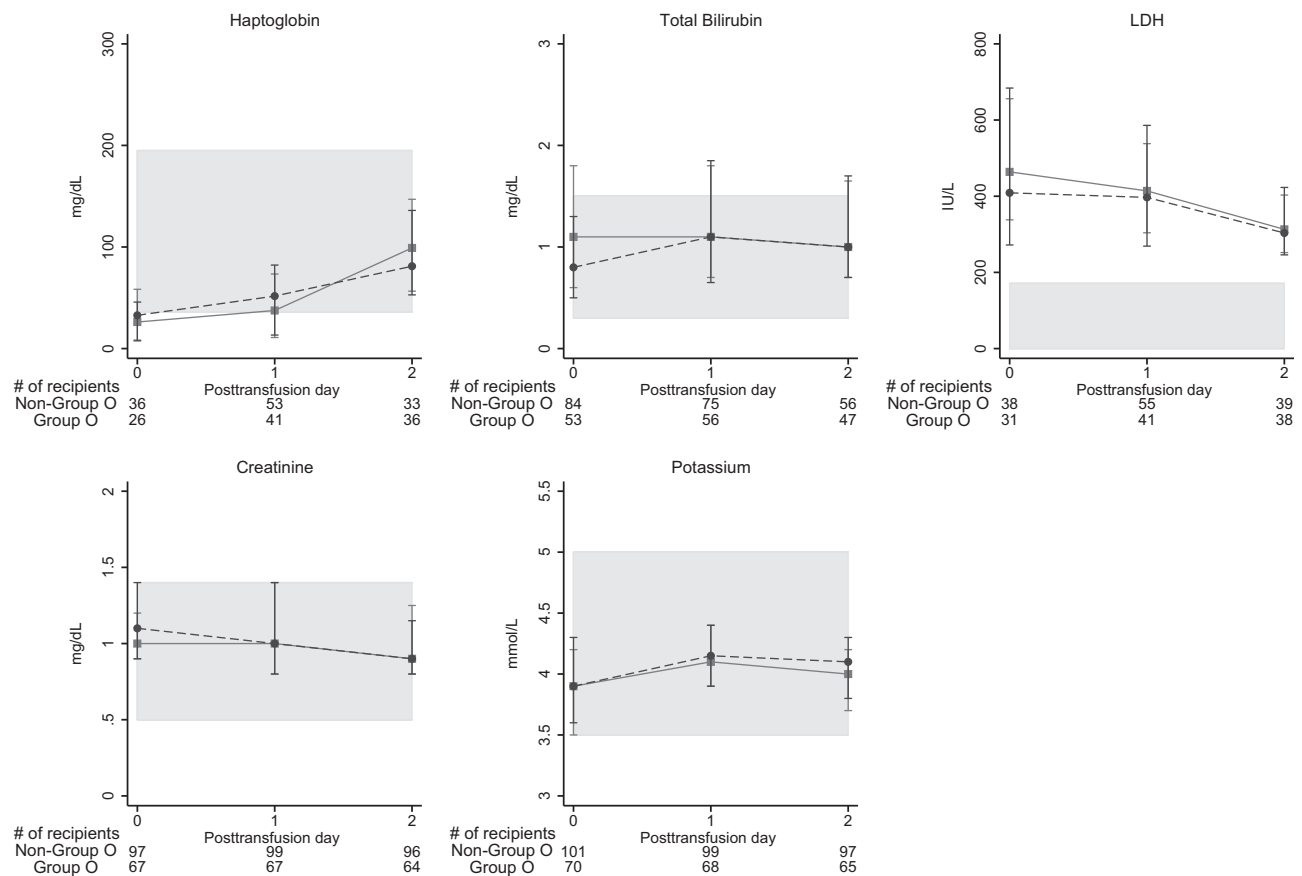 Haptoglobin
300
200
100
0
mg/dL
0 1 2
Posttransfusion day
# of recipients
Non-Group O 36 53 33
Group O 26 41 36
Total Bilirubin
3
2
1
0
mg/dL
0 1 2
Posttransfusion day
# of recipients
Non-Group O 84 75 56
Group O 53 56 47
LDH
800
600
400
200
0
IU/L
0 1 2
Posttransfusion day
# of recipients
Non-Group O 38 55 39
Group O 31 41 38
Creatinine
2
1.5
1
.5
0
mg/dL
0 1 2
Posttransfusion day
# of recipients
Non-Group O 97 99 96
Group O 67 67 64
Potassium
5.5
5
4.5
4
3.5
3
mmol/L
0 1 2
Posttransfusion day
# of recipients
Non-Group O 101 99 97
Group O 70 68 65